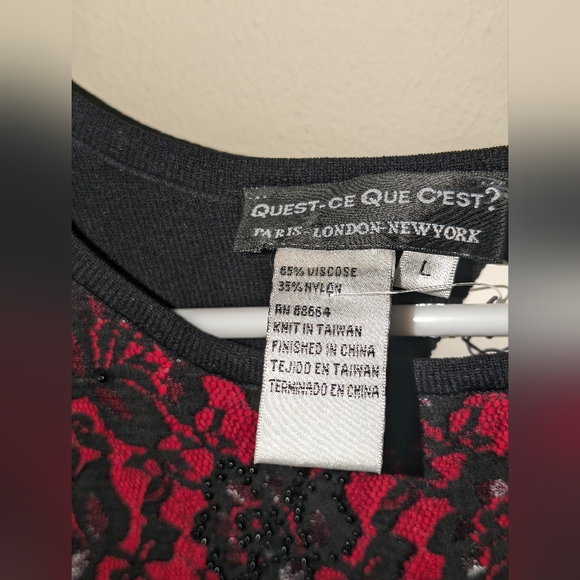 QUEST-CE QUE C'EST?
PARIS-LONDON-NEWYORK
L
65% VISCOSE
35% NYLON
RN 88664
KNIT IN TAIWAN
FINISHED IN CHINA
TEJIDO EN TAIWAN
TERMINADO EN CHINA